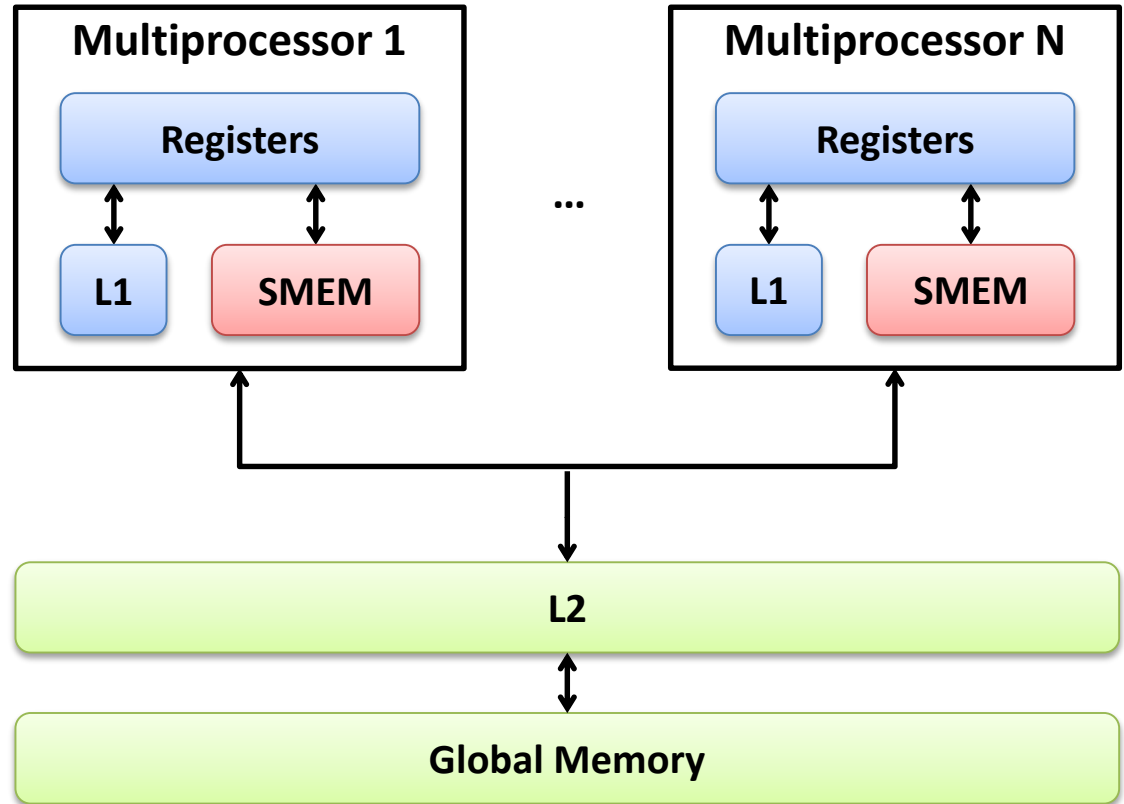 Multiprocessor 1
Registers
L1
SMEM
...
Multiprocessor N
Registers
L1
SMEM
L2
Global Memory